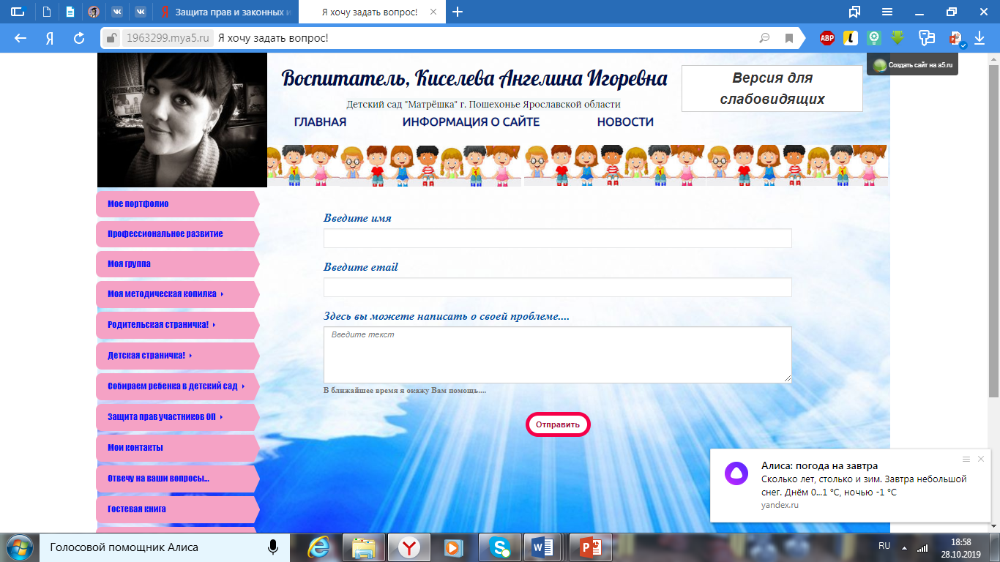 Защита прав и законных и
Я хочу задать вопрос!
1963299.mya5.ru Я хочу задать вопрос!
ABP
Создать сайт на a5.ru
Воспитатель, Киселева Ангелина Игоревна
Детский сад "Матрёшка" г. Пошехонье Ярославской области
Версия для
слабовидящих
ГЛАВНАЯ
ИНФОРМАЦИЯ О САЙТЕ
НОВОСТИ
Мое портфолио
Профессиональное развитие
Моя группа
Моя методическая копилка
Родительская страничка!
Детская страничка!
Собираем ребенка в детский сад
Защита прав участников ОП
Мои контакты
Отвечу на ваши вопросы...
Гостевая книга
Введите имя
Введите email
Здесь вы можете написать о своей проблеме....
Введите текст
В ближайшее время я окажу Вам помощь....
Отправить
Алиса: погода на завтра
Сколько лет, столько и зим. Завтра небольшой
снег. Днём 0...1 °C, ночью -1 °C
yandex.ru
Голосовой помощник Алиса
RU
18:58
28.10.2019